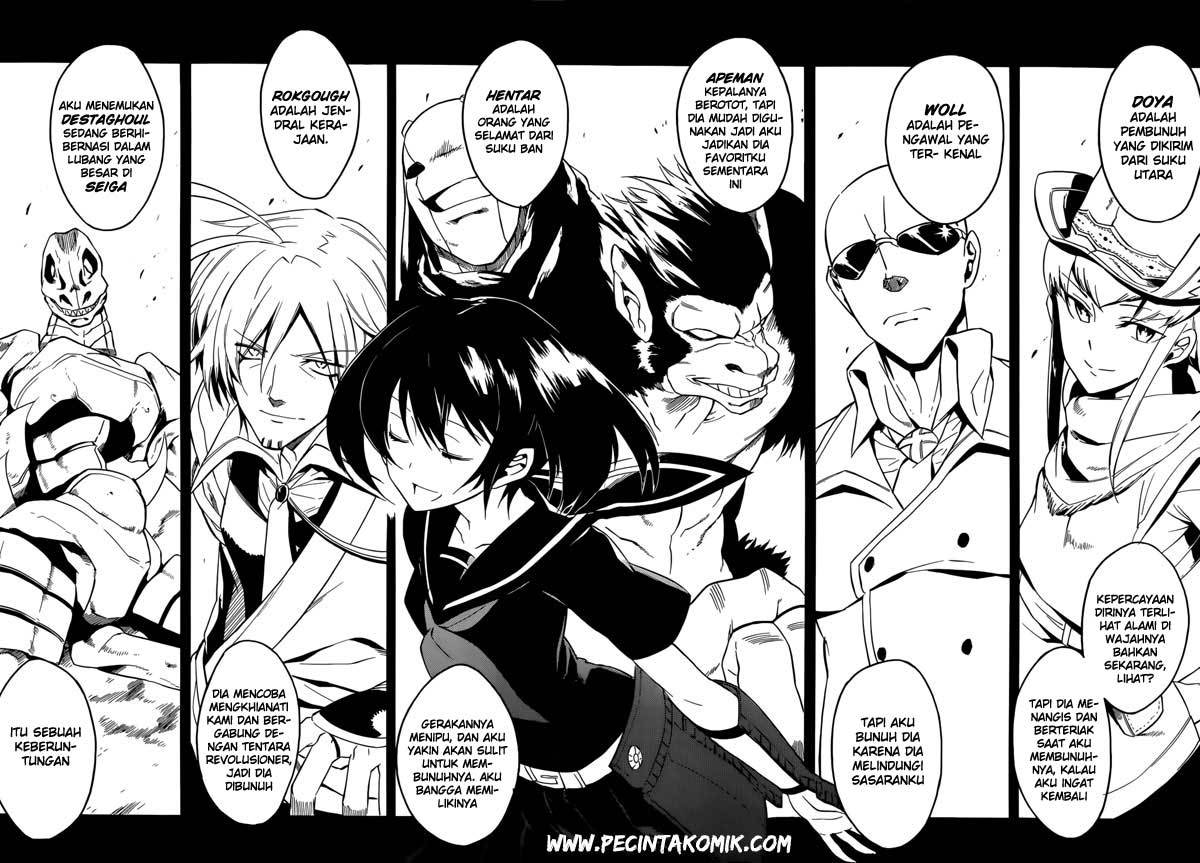 DOYA
ADALAH
PEMBUNUH
YANG DIKIRIM
DARI SUKU
UTARA
KEPERCAYAAN
DIRINYA TERLI-
HAT ALAMI DI
WAJAHNYA
BAHKAN
SEKARANG,
LIHAT?
TAPI DIA ME-
NANGIS DAN
BERTERIAK
SAAT AKU
MEMBUNUH-
NYA, KALAU
AKU INGAT
KEMBALI
WOLL
ADALAH PE-
NGAWAL YANG
TER- KENAL
TAPI AKU
BUNUH DIA
KARENA DIA
MELINDUNGI
SASARANKU
APEMAN
KEPALANYA
BEROTOT, TAPI
DIA MUDAH DIGU-
NAKAN JADI AKU
JADIKAN DIA
FAVORITKU
SEMENTARA
INI
HENTAR
ADALAH
ORANG YANG
SELAMAT DARI
SUKU BAN
GERAKANNYA
MENIPU, DAN AKU
YAKIN AKAN SULIT
UNTUK MEM-
BUNUHNYA. AKU
BANGGA MEMI-
LIKINYA
ROKGOUGH
ADALAH JEN-
DRAL KERA-
JAAN.
DIA MENCOBA
MENGKHIANATI
KAMI DAN BER-
GABUNG DE-
NGAN TENTARA
REVOLUSIONER,
JADI DIA
DIBUNUH
AKU MENEMUKAN
DESTAGHOUL
SEDANG BERHI-
BERNASI DALAM
LUBANG YANG
BESAR DI
SEIGA
ITU SEBUAH
KEBERUN-
TUNGAN
WWW.PECINTAKOMIK.COM